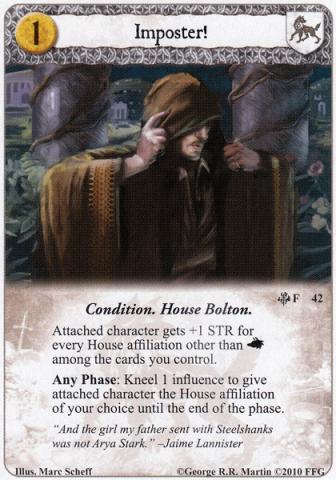 1
Imposter!
F 42
Condition. House Bolton.
Attached character gets +1 STR for
every House affiliation other than
among the cards you control.
Any Phase: Kneel 1 influence to give
attached character the House affiliation
of your choice until the end of the phase.
"And the girl my father sent with Steelshanks
was not Arya Stark." –Jaime Lannister
Illus. Marc Scheff ©George R.R. Martin ©2010 FFG